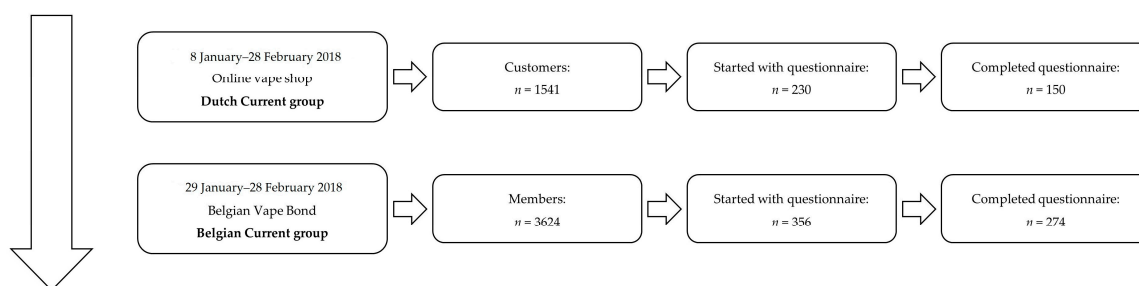 8 January–28 February 2018
Online vape shop
Dutch Current group
Customers:
n = 1541
Started with questionnaire:
n = 230
Completed questionnaire:
n = 150
29 January–28 February 2018
Belgian Vape Bond
Belgian Current group
Members:
n = 3624
Started with questionnaire:
n = 356
Completed questionnaire:
n = 274